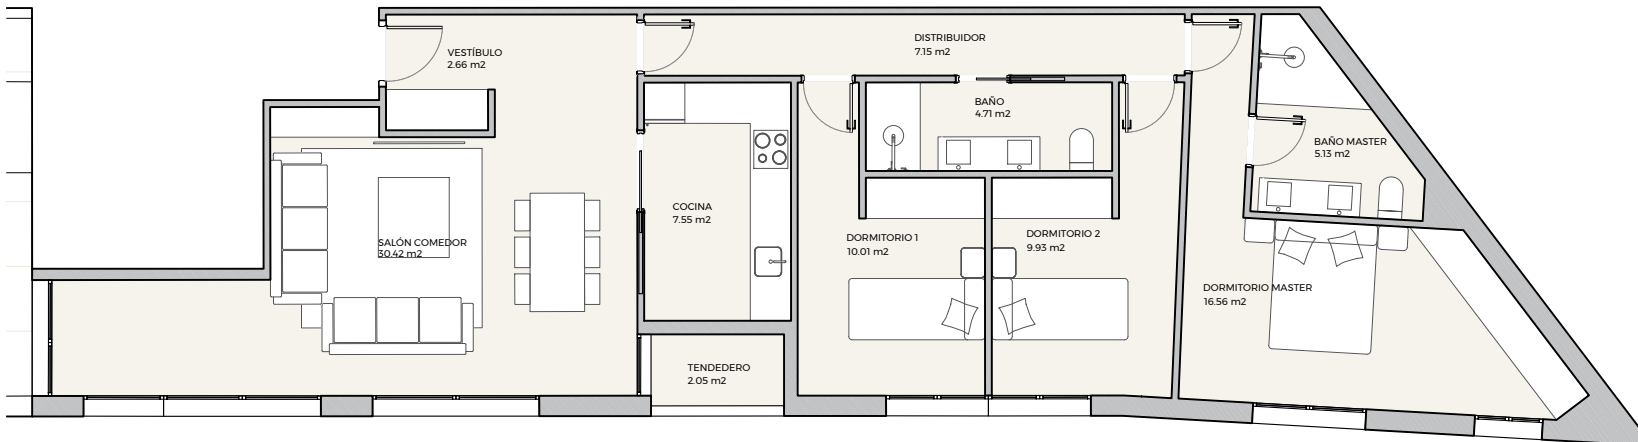 VESTÍBULO
2.66 m2
DISTRIBUIDOR
7.15 m2
BAÑO
4.71 m2
BAÑO MASTER
5.13 m2
COCINA
7.55 m2
SALÓN COMEDOR
30.42 m2
DORMITORIO 1
10.01 m2
DORMITORIO 2
9.93 m2
DORMITORIO MASTER
16.56 m2
TENDEDERO
2.05 m2